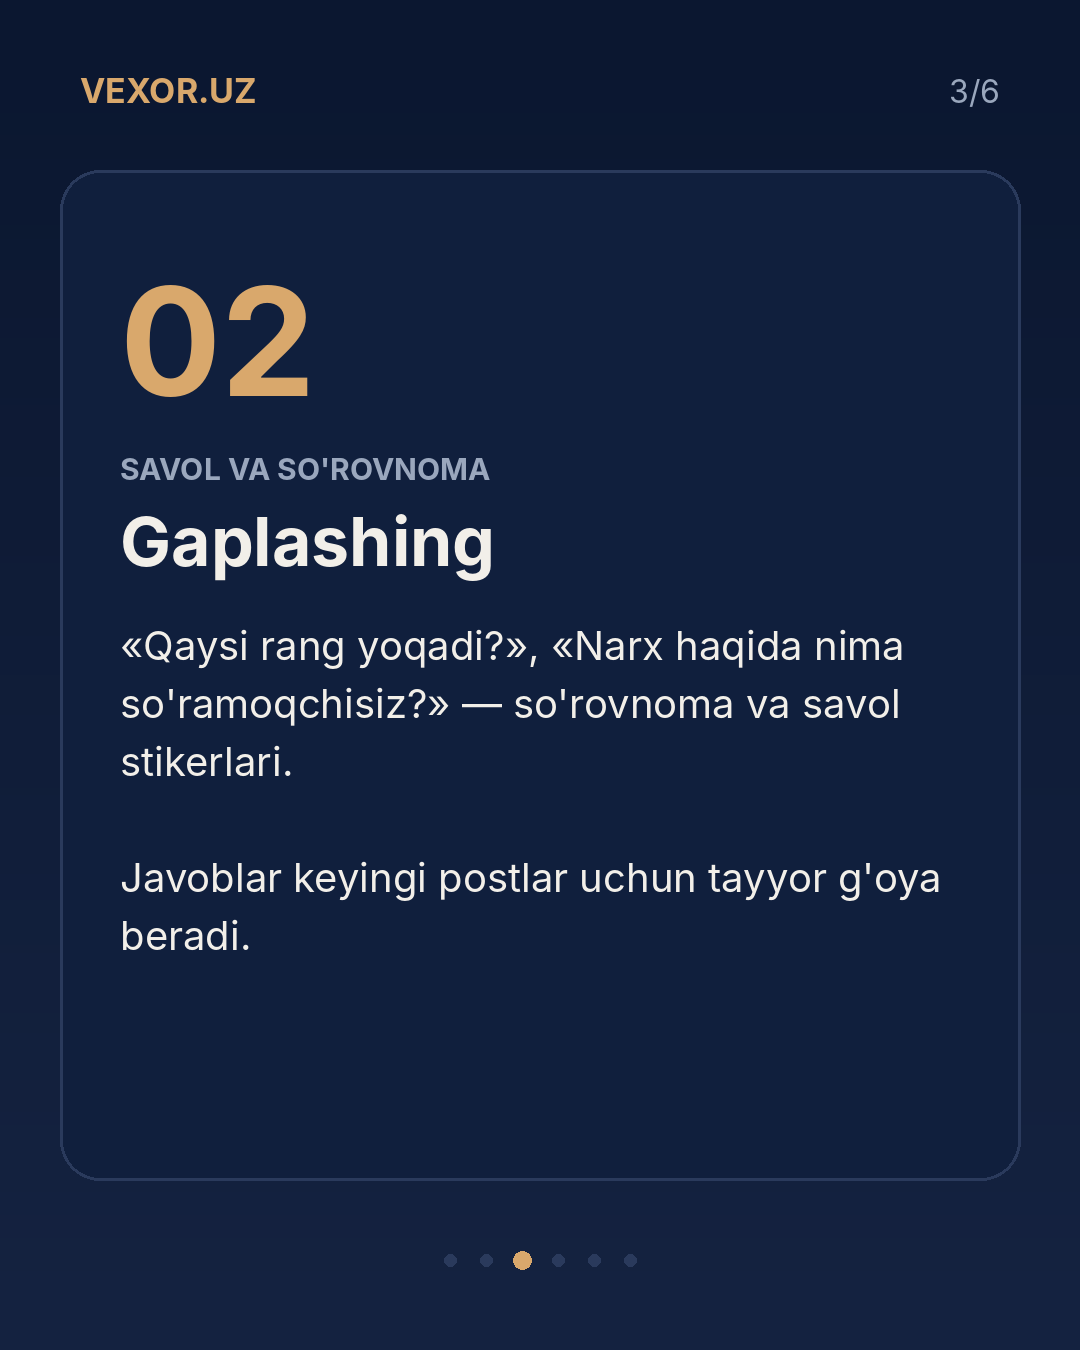 VEXOR.UZ
3/6
02
SAVOL VA SO'ROVNOMA
Gaplashing
«Qaysi rang yoqadi?», «Narx haqida nima
so'ramoqchisiz?» — so'rovnoma va savol
stikerlari.
Javoblar keyingi postlar uchun tayyor g'oya
beradi.